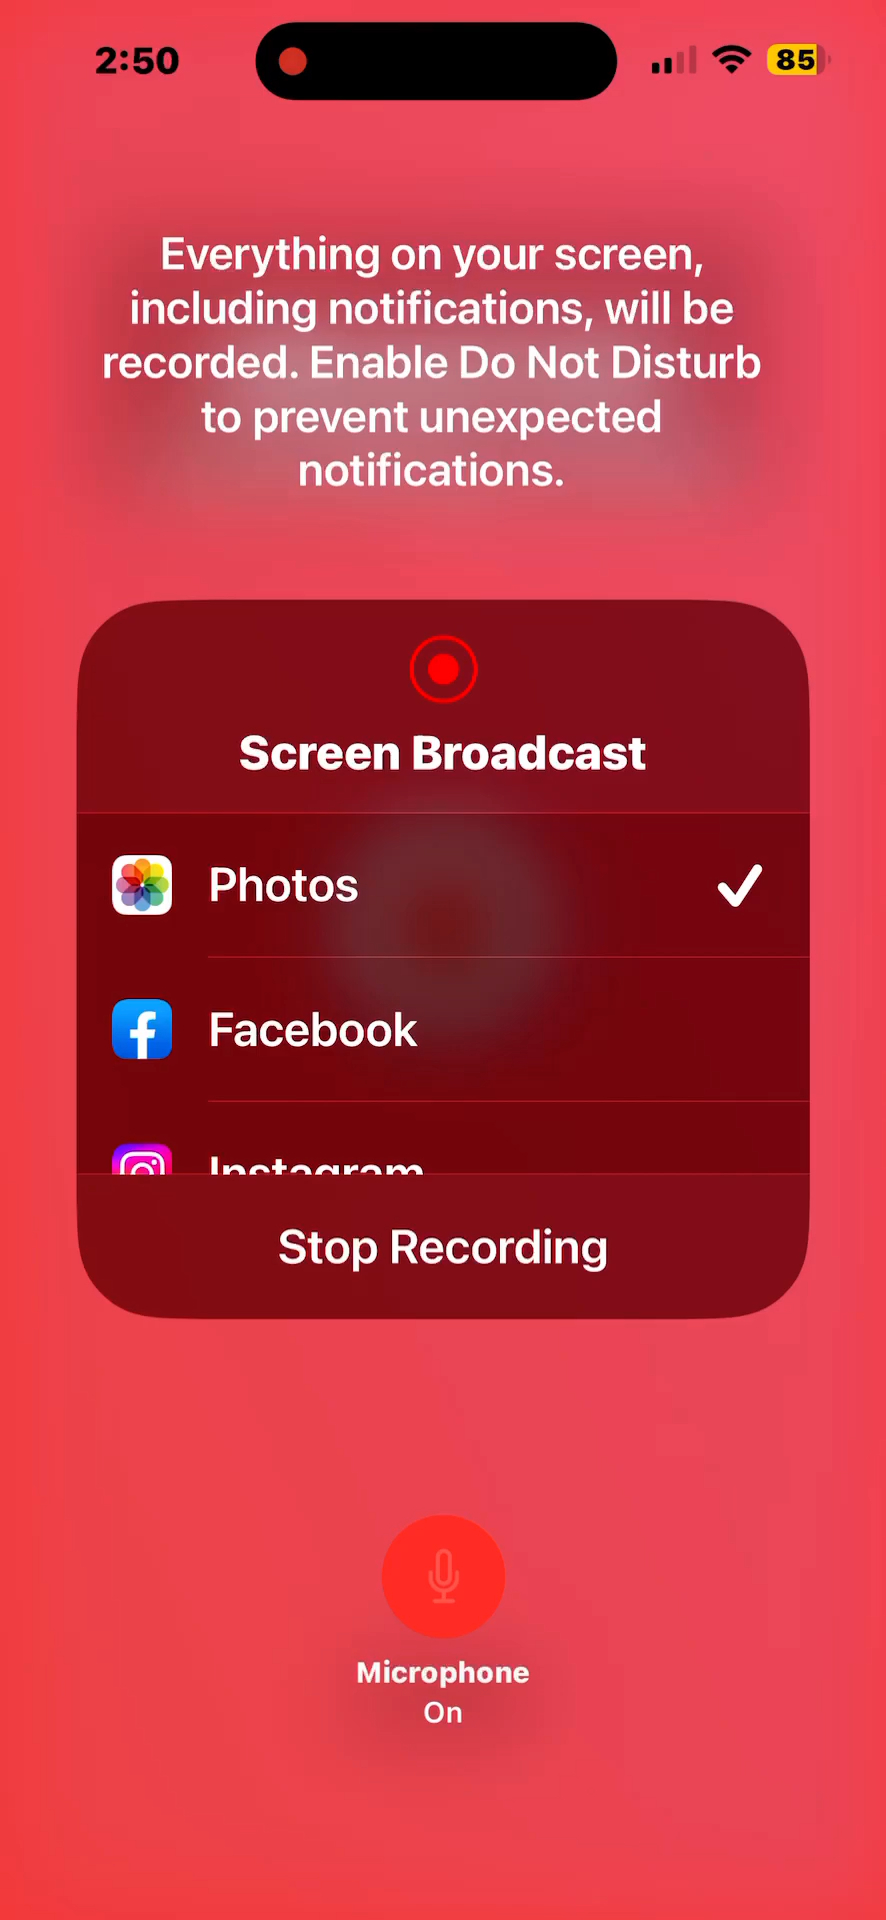 2:50
85
Everything on your screen,
including notifications, will be
recorded. Enable Do Not Disturb
to prevent unexpected
notifications.
Screen Broadcast
Photos
Facebook
Instagram
Stop Recording
Microphone
On